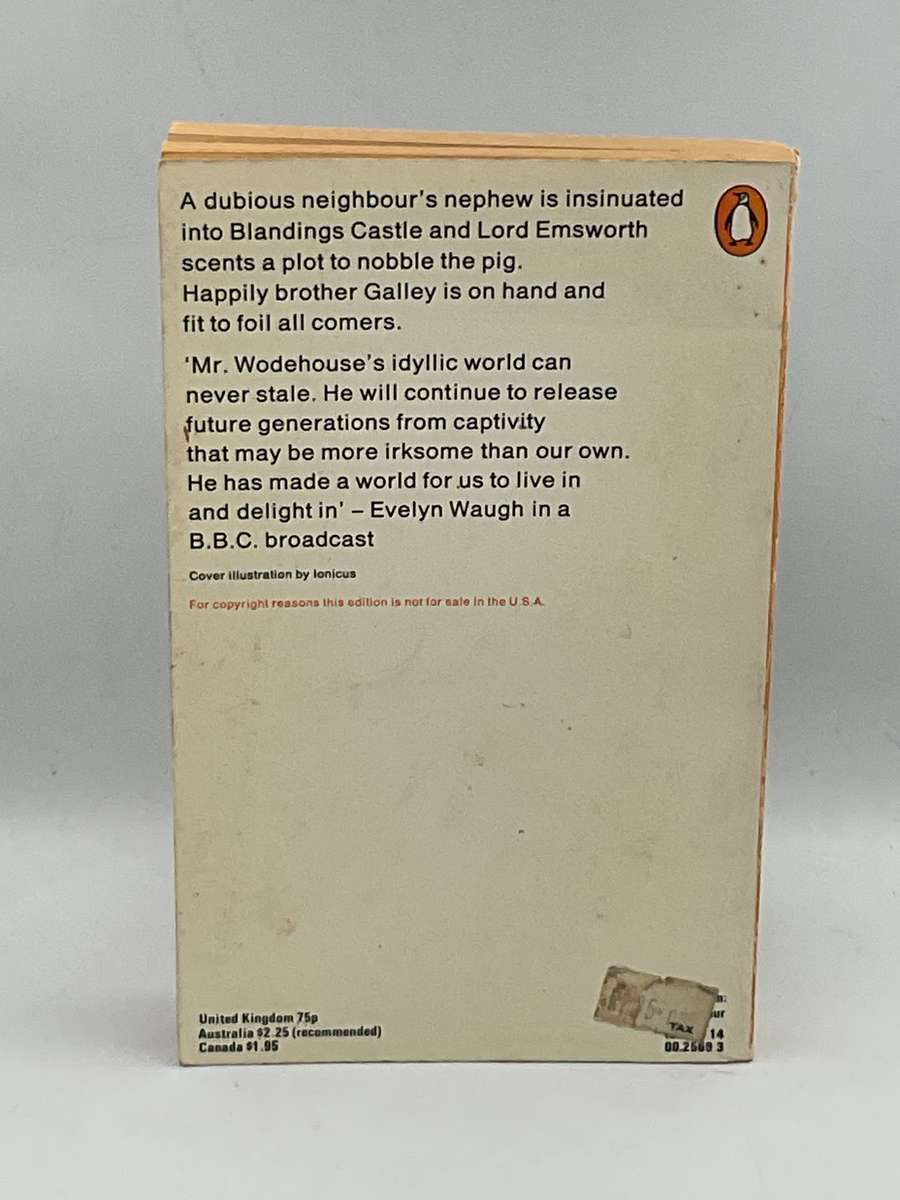 A dubious neighbour's nephew is insinuated
into Blandings Castle and Lord Emsworth
scents a plot to nobble the pig.
Happily brother Galley is on hand and
fit to foil all comers.
'Mr. Wodehouse's idyllic world can
never stale. He will continue to release
future generations from captivity
that may be more irksome than our own.
He has made a world for us to live in
and delight in' – Evelyn Waugh in a
B.B.C. broadcast
Cover illustration by Ionicus
For copyright reasons this edition is not for sale in the U.S.A.
United Kingdom 75p
Australia $2.25 (recommended)
Canada $1.95
TAX
14
00.2569 3